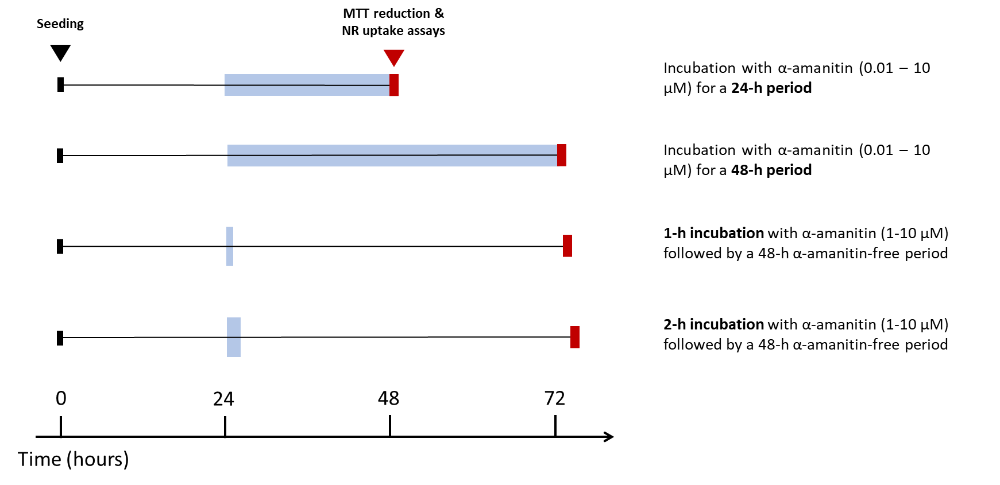 Seeding
MTT reduction &
NR uptake assays
Incubation with α-amanitin (0.01 – 10
µM) for a 24-h period
Incubation with α-amanitin (0.01 – 10
µM) for a 48-h period
1-h incubation with α-amanitin (1-10 µM)
followed by a 48-h α-amanitin-free period
2-h incubation with α-amanitin (1-10 µM)
followed by a 48-h α-amanitin-free period
0 24 48 72
Time (hours)